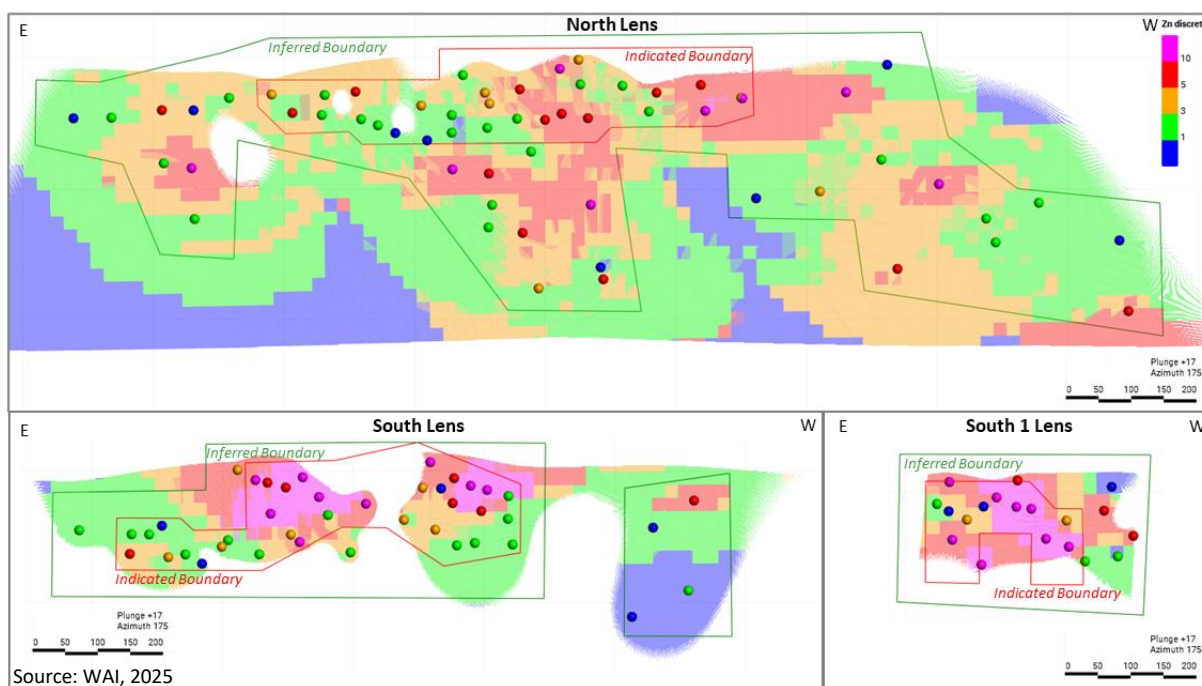 E
North Lens
W
Zn discret
Inferred Boundary
Indicated Boundary
10
5
3
1
Plunge +17
Azimuth 175
0 50 100 150 200
E
South Lens
W
Inferred Boundary
Indicated Boundary
Plunge +17
Azimuth 175
0 50 100 150 200
E
South 1 Lens
W
Inferred Boundary
Indicated Boundary
Plunge +17
Azimuth 175
0 50 100 150 200
Source: WAI, 2025